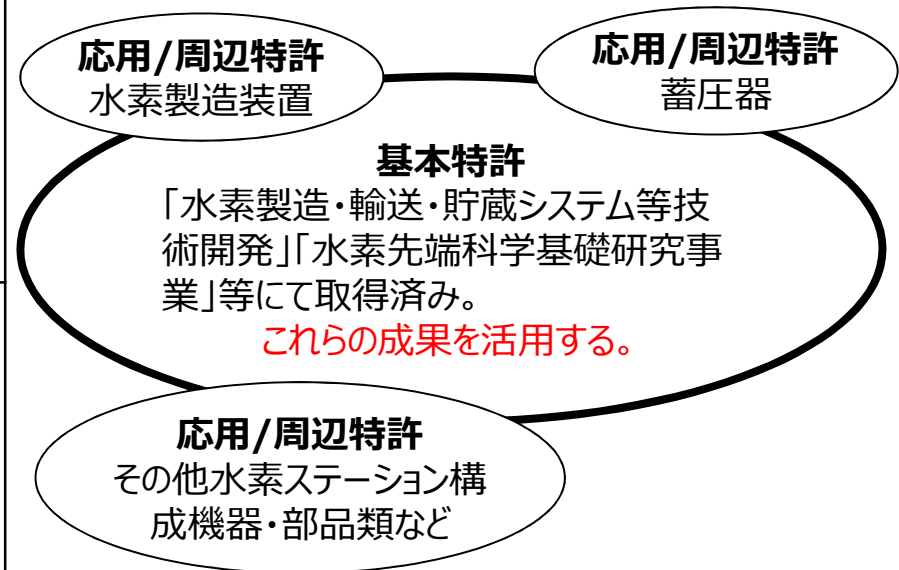 応用/周辺特許
水素製造装置
応用/周辺特許
蓄圧器
基本特許
「水素製造・輸送・貯蔵システム等技
術開発」「水素先端科学基礎研究事
業」等にて取得済み。
これらの成果を活用する。
応用/周辺特許
その他水素ステーション構
成機器・部品類など